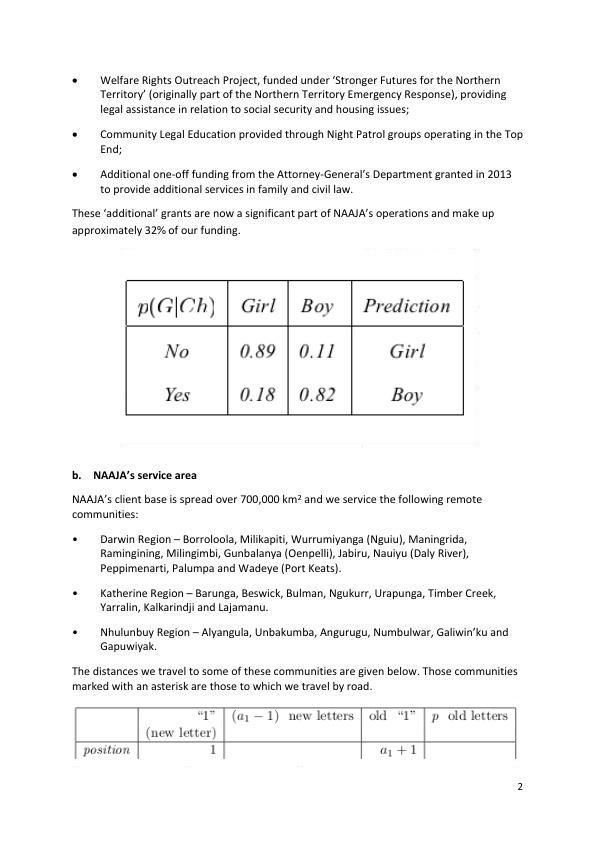 • Welfare Rights Outreach Project, funded under ‘Stronger Futures for the Northern
Territory’ (originally part of the Northern Territory Emergency Response), providing
legal assistance in relation to social security and housing issues;
• Community Legal Education provided through Night Patrol groups operating in the Top
End;
• Additional one-off funding from the Attorney-General’s Department granted in 2013
to provide additional services in family and civil law.
These ‘additional’ grants are now a significant part of NAAJA’s operations and make up
approximately 32% of our funding.
p(G|Ch) Girl Boy Prediction
No 0.89 0.11 Girl
Yes 0.18 0.82 Boy
b. NAAJA’s service area
NAAJA’s client base is spread over 700,000 km² and we service the following remote
communities:
• Darwin Region – Borroloola, Milikapiti, Wurrumiyanga (Nguiu), Maningrida,
Ramingining, Milingimbi, Gunbalanya (Oenpelli), Jabiru, Nauiyu (Daly River),
Peppimenarti, Palumpa and Wadeye (Port Keats).
• Katherine Region – Barunga, Beswick, Bulman, Ngukurr, Urapunga, Timber Creek,
Yarralin, Kalkarindji and Lajamanu.
• Nhulunbuy Region – Alyangula, Unbakumba, Angurugu, Numbulwar, Galiwin’ku and
Gapuwiyak.
The distances we travel to some of these communities are given below. Those communities
marked with an asterisk are those to which we travel by road.
“1” (a₁ − 1) new letters old “1” p old letters
(new letter)
position 1 a₁ + 1
2